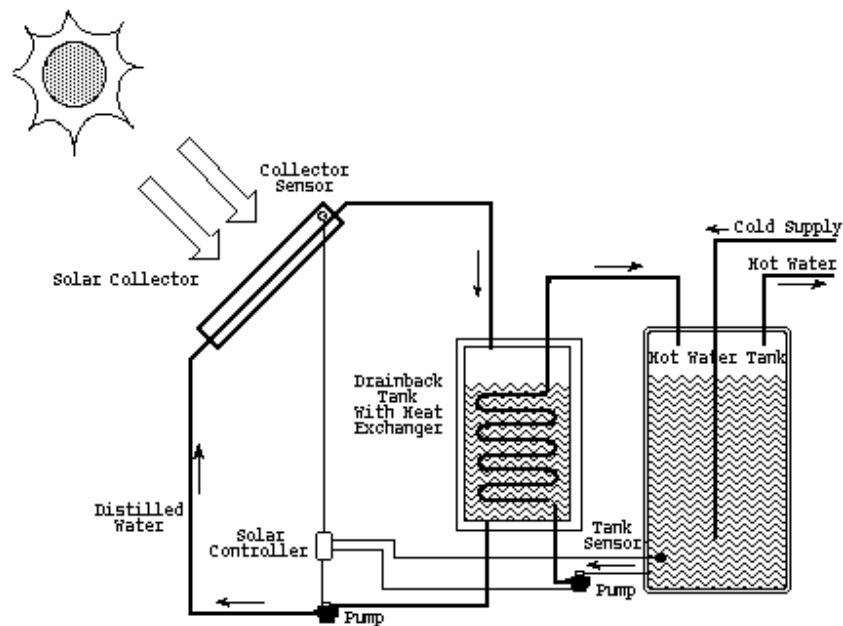 Collector
Sensor
Cold Supply
Hot Water
Solar Collector
Hot Water Tank
Drainback
Tank
With Heat
Exchanger
Distilled
Water
Solar
Controller
Tank
Sensor
Pump
Pump